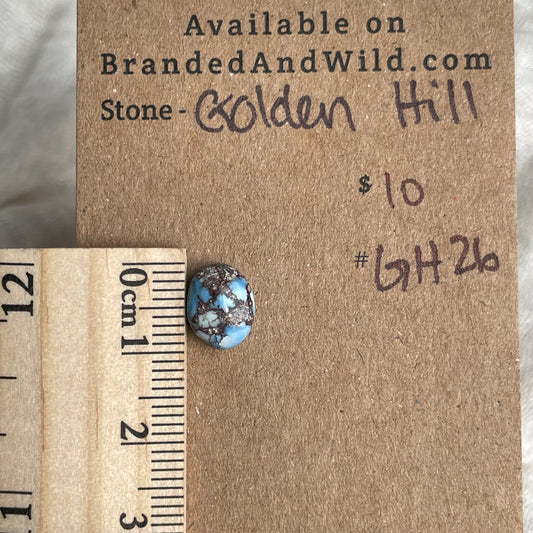 Available on
BrandedAndWild.com
Stone - Golden Hill
$ 10
# GH26
12
11
0cm
1
2
3